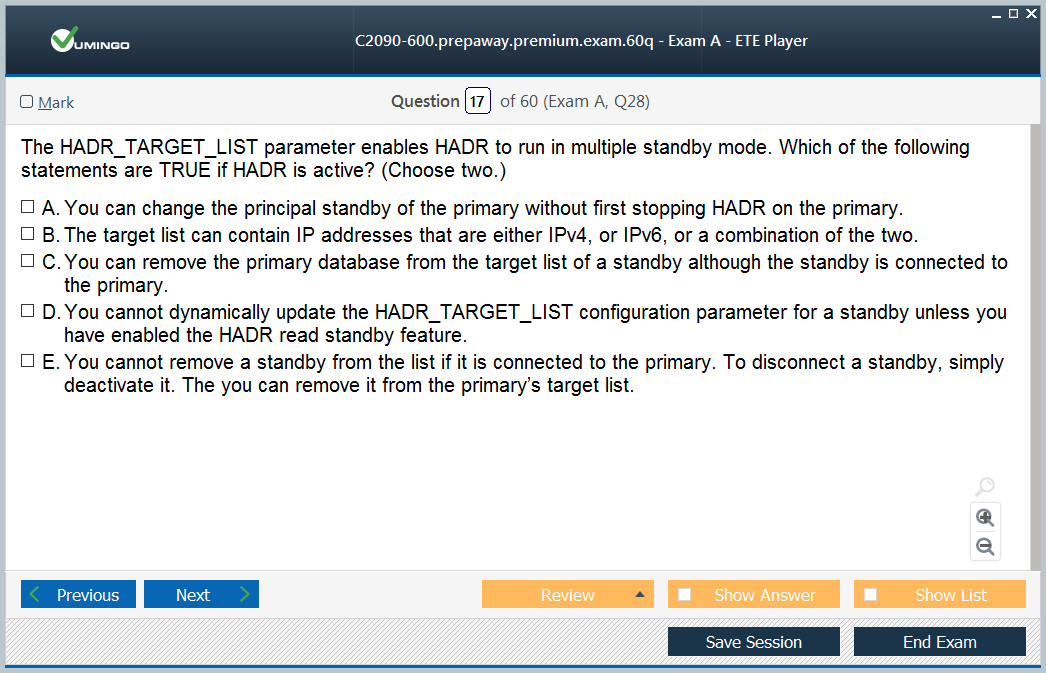 C2090-600.prepaway.premium.exam.60q - Exam A - ETE Player
VUMINGO
Mark
Question 17 of 60 (Exam A, Q28)
The HADR_TARGET_LIST parameter enables HADR to run in multiple standby mode. Which of the following
statements are TRUE if HADR is active? (Choose two.)
A. You can change the principal standby of the primary without first stopping HADR on the primary.
B. The target list can contain IP addresses that are either IPv4, or IPv6, or a combination of the two.
C. You can remove the primary database from the target list of a standby although the standby is connected to
the primary.
D. You cannot dynamically update the HADR_TARGET_LIST configuration parameter for a standby unless you
have enabled the HADR read standby feature.
E. You cannot remove a standby from the list if it is connected to the primary. To disconnect a standby, simply
deactivate it. The you can remove it from the primary’s target list.
Previous
Next
Review
Show Answer
Show List
Save Session
End Exam